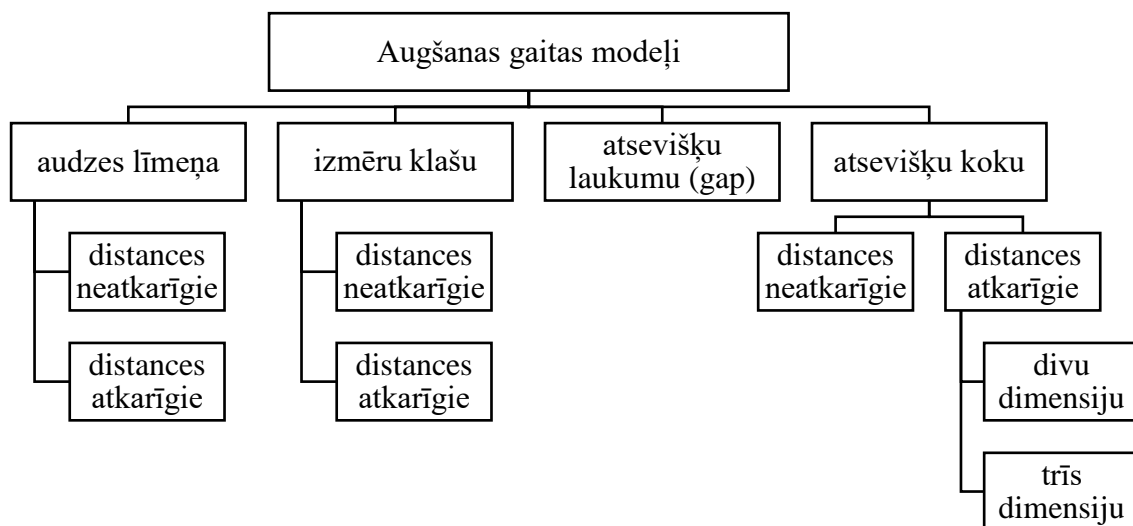 Augšanas gaitas modeļi
audzes līmeņa
izmēru klašu
atsevišķu
laukumu (gap)
atsevišķu koku
distances
neatkarīgie
distances
atkarīgie
distances
neatkarīgie
distances
atkarīgie
distances
neatkarīgie
distances
atkarīgie
divu
dimensiju
trīs
dimensiju